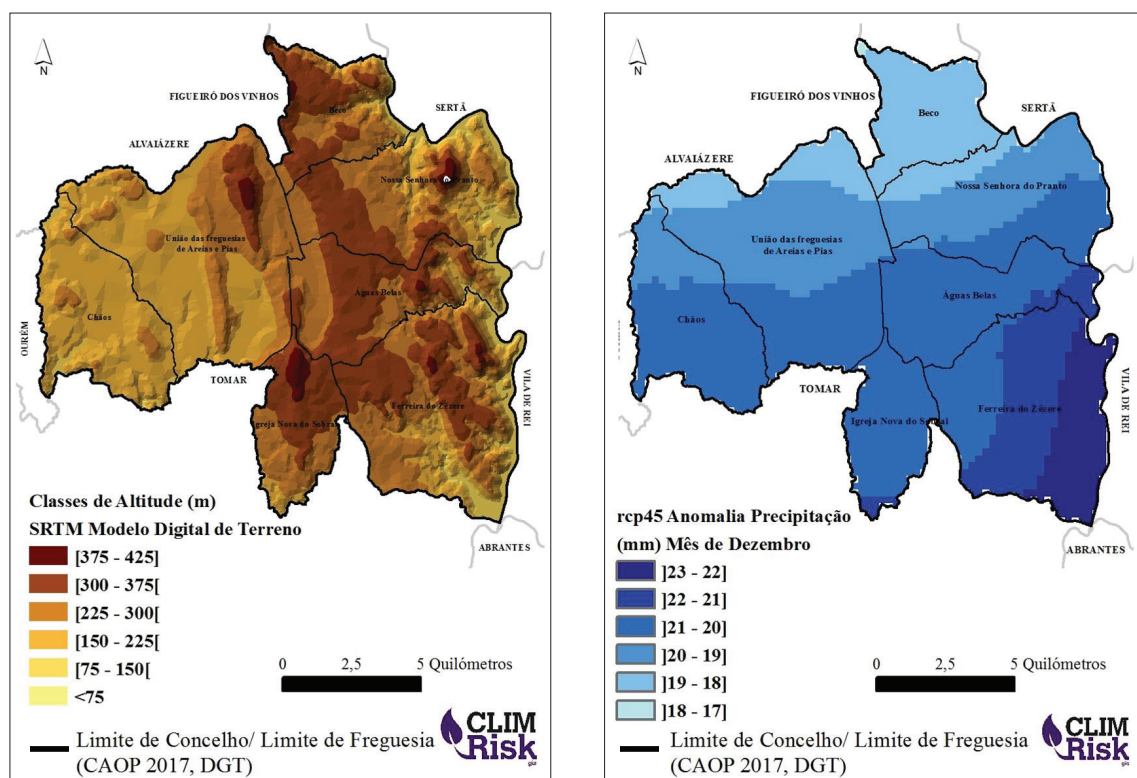 N
FIGUEIRÓ DOS VINHOS
Beco
SERTÃ
ALVAIÁZERE
Nossa Senhora do Pranto
União das freguesias
de Areias e Pias
Águas Belas
Chãos
OURÉM
TOMAR
VILA DE REI
Ferreira do Zêzere
Igreja Nova do Sobral
ABRANTES
Classes de Altitude (m)
SRTM Modelo Digital de Terreno
[375 - 425]
[300 - 375[
[225 - 300[
[150 - 225[
[75 - 150[
<75
0 2,5 5 Quilómetros
Limite de Concelho/ Limite de Freguesia
(CAOP 2017, DGT)
CLIM
Risk
N
FIGUEIRÓ DOS VINHOS
Beco
SERTÃ
ALVAIÁZERE
Nossa Senhora do Pranto
União das freguesias
de Areias e Pias
Águas Belas
Chãos
TOMAR
VILA DE REI
Ferreira do Zêzere
Igreja Nova do Sobral
ABRANTES
rcp45 Anomalia Precipitação
(mm) Mês de Dezembro
]23 - 22]
]22 - 21]
]21 - 20]
]20 - 19]
]19 - 18]
]18 - 17]
0 2,5 5 Quilómetros
Limite de Concelho/ Limite de Freguesia
(CAOP 2017, DGT)
CLIM
Risk